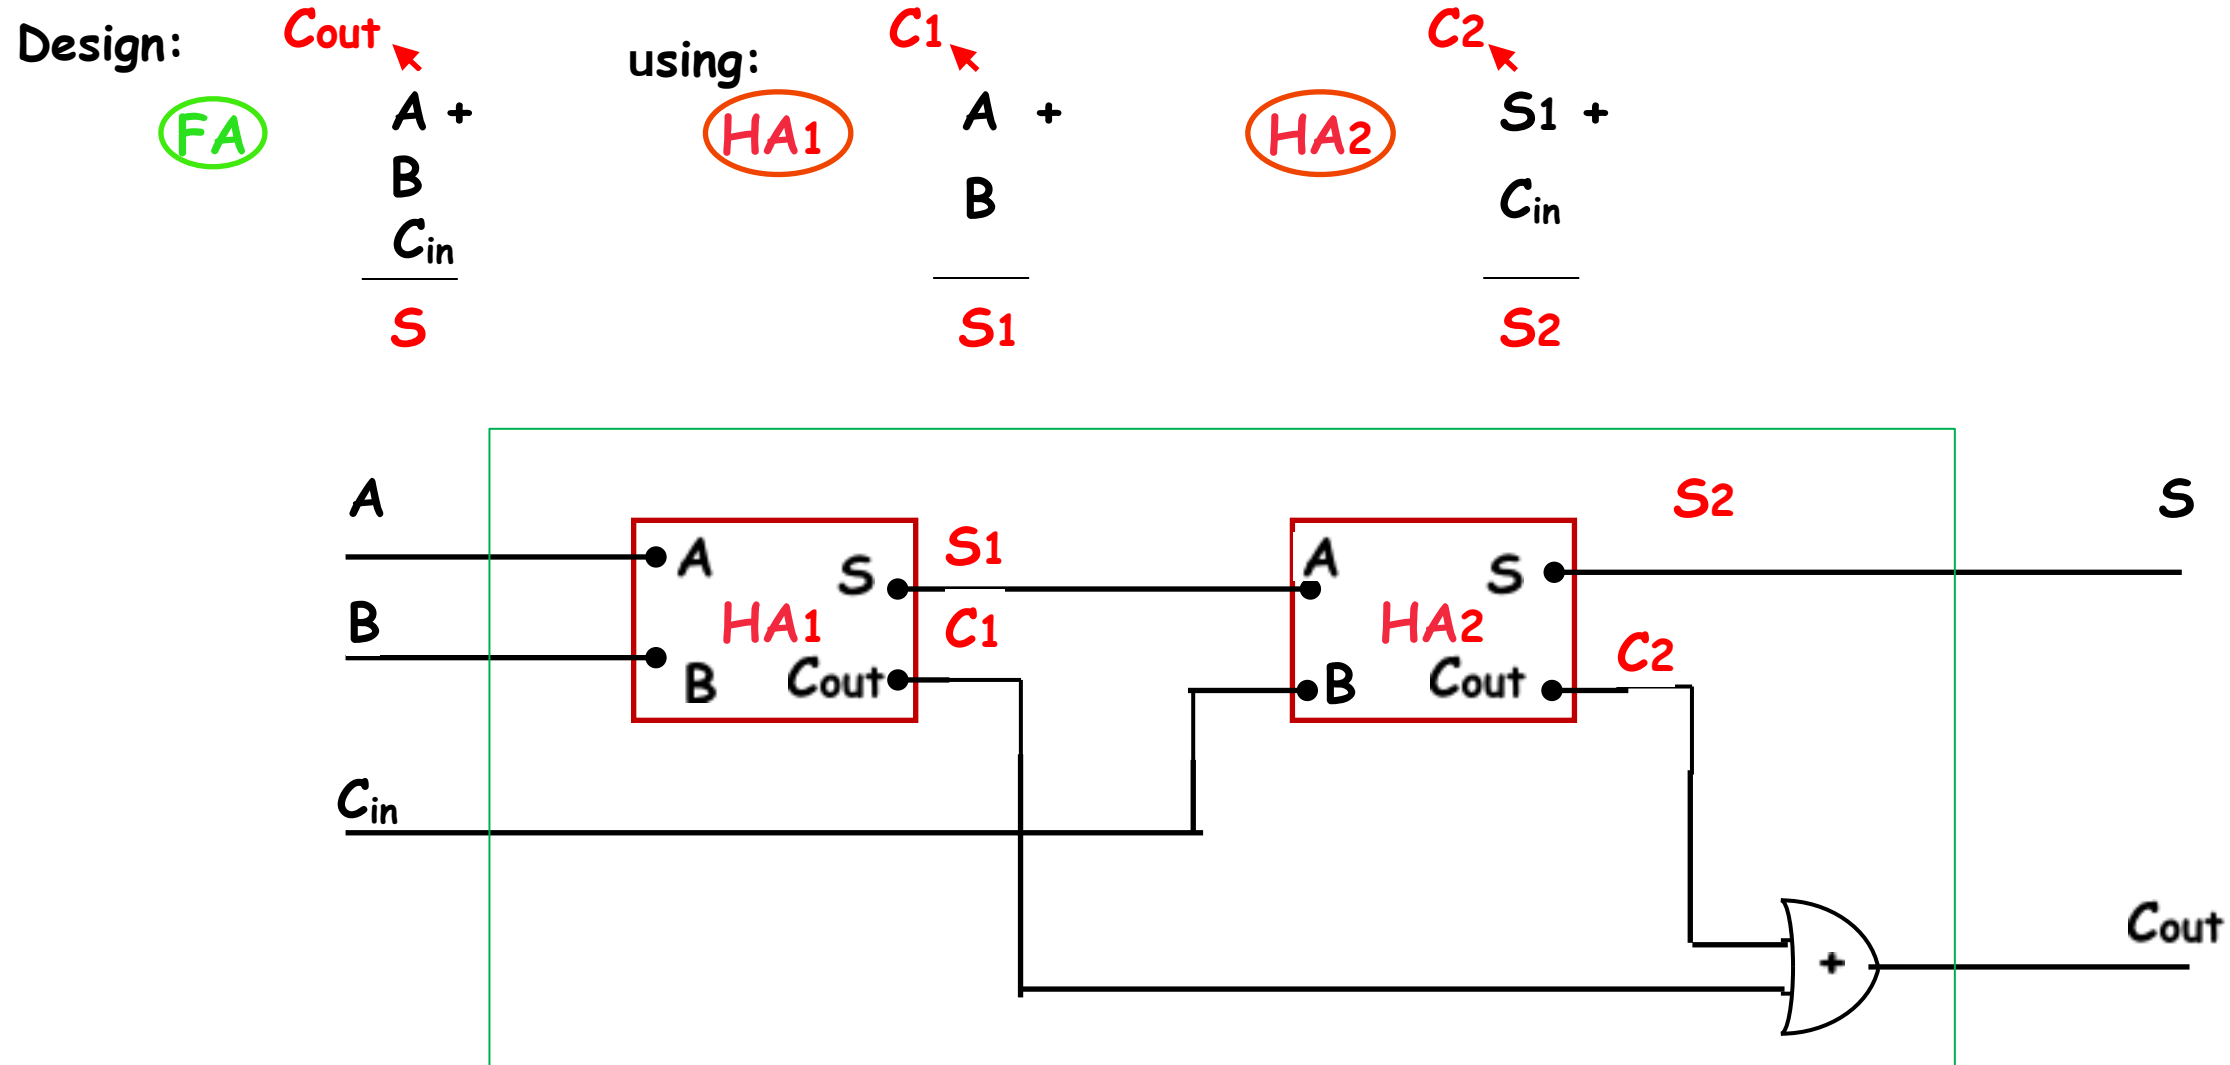 Design: Cout using: C1 C2
FA A + HA1 A + HA2 S1 +
B B Cin
Cin
S S1 S2
A S2 S
A S S1 A S
B HA1 C1 HA2 C2
B Cout B Cout
Cin
+ Cout